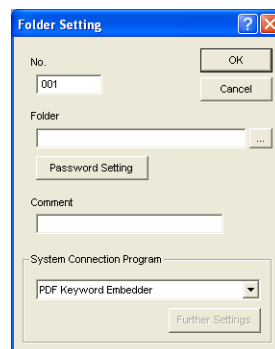 Folder Setting
No.
001
OK
Cancel
Folder
...
Password Setting
Comment
System Connection Program
PDF Keyword Embedder
Further Settings